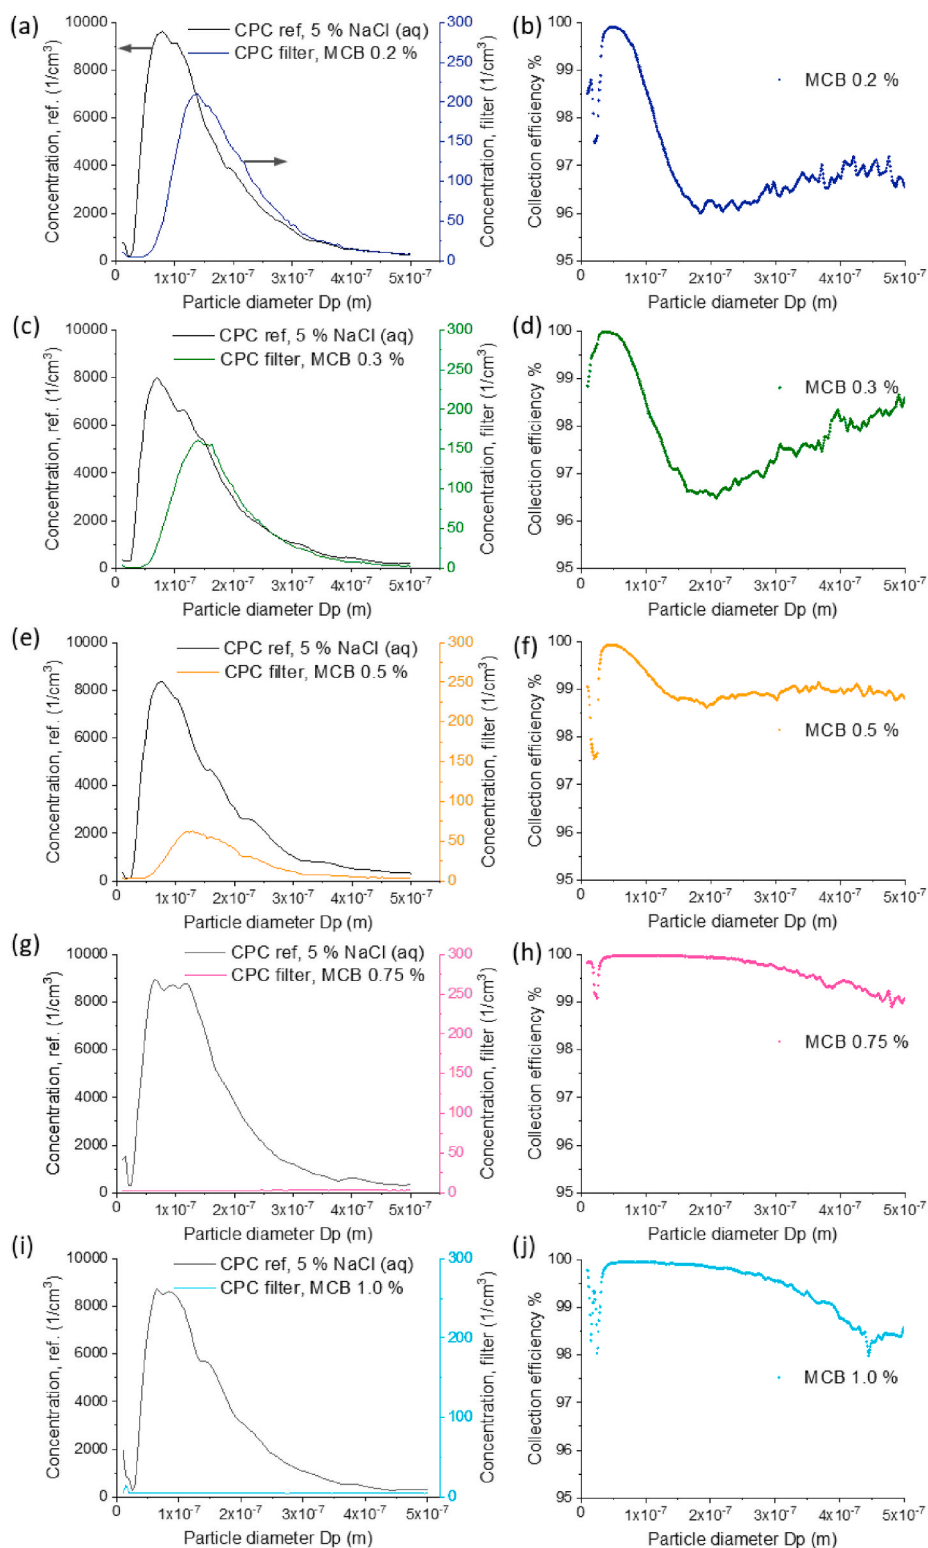 (a)
CPC ref, 5 % NaCl (aq)
CPC filter, MCB 0.2 %
Concentration, ref. (1/cm³)
10000
8000
6000
4000
2000
0
300
250
200
150
100
50
0
Concentration, filter (1/cm³)
0 1x10⁻⁷ 2x10⁻⁷ 3x10⁻⁷ 4x10⁻⁷ 5x10⁻⁷
Particle diameter Dp (m)
(b)
MCB 0.2 %
Collection efficiency %
100
99
98
97
96
95
0 1x10⁻⁷ 2x10⁻⁷ 3x10⁻⁷ 4x10⁻⁷ 5x10⁻⁷
Particle diameter Dp (m)
(c)
CPC ref, 5 % NaCl (aq)
CPC filter, MCB 0.3 %
Concentration, ref. (1/cm³)
10000
8000
6000
4000
2000
0
300
250
200
150
100
50
0
Concentration, filter (1/cm³)
0 1x10⁻⁷ 2x10⁻⁷ 3x10⁻⁷ 4x10⁻⁷ 5x10⁻⁷
Particle diameter Dp (m)
(d)
MCB 0.3 %
Collection efficiency %
100
99
98
97
96
95
0 1x10⁻⁷ 2x10⁻⁷ 3x10⁻⁷ 4x10⁻⁷ 5x10⁻⁷
Particle diameter Dp (m)
(e)
CPC ref, 5 % NaCl (aq)
CPC filter, MCB 0.5 %
Concentration, ref. (1/cm³)
10000
8000
6000
4000
2000
0
300
250
200
150
100
50
0
Concentration, filter (1/cm³)
0 1x10⁻⁷ 2x10⁻⁷ 3x10⁻⁷ 4x10⁻⁷ 5x10⁻⁷
Particle diameter Dp (m)
(f)
MCB 0.5 %
Collection efficiency %
100
99
98
97
96
95
0 1x10⁻⁷ 2x10⁻⁷ 3x10⁻⁷ 4x10⁻⁷ 5x10⁻⁷
Particle diameter Dp (m)
(g)
CPC ref, 5 % NaCl (aq)
CPC filter, MCB 0.75 %
Concentration, ref. (1/cm³)
10000
8000
6000
4000
2000
0
300
250
200
150
100
50
0
Concentration, filter (1/cm³)
0 1x10⁻⁷ 2x10⁻⁷ 3x10⁻⁷ 4x10⁻⁷ 5x10⁻⁷
Particle diameter Dp (m)
(h)
MCB 0.75 %
Collection efficiency %
100
99
98
97
96
95
0 1x10⁻⁷ 2x10⁻⁷ 3x10⁻⁷ 4x10⁻⁷ 5x10⁻⁷
Particle diameter Dp (m)
(i)
CPC ref, 5 % NaCl (aq)
CPC filter, MCB 1.0 %
Concentration, ref. (1/cm³)
10000
8000
6000
4000
2000
0
300
200
100
0
Concentration, filter (1/cm³)
0 1x10⁻⁷ 2x10⁻⁷ 3x10⁻⁷ 4x10⁻⁷ 5x10⁻⁷
Particle diameter Dp (m)
(j)
MCB 1.0 %
Collection efficiency %
100
99
98
97
96
95
0 1x10⁻⁷ 2x10⁻⁷ 3x10⁻⁷ 4x10⁻⁷ 5x10⁻⁷
Particle diameter Dp (m)